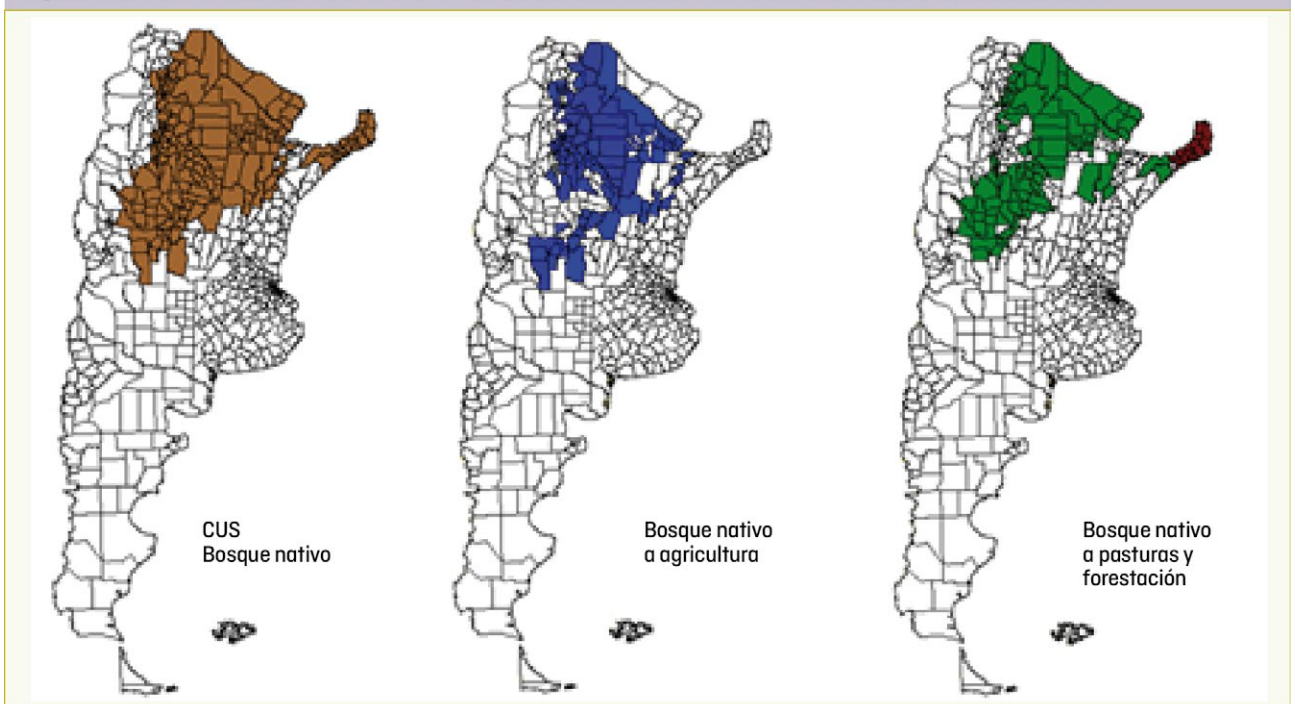 CUS
Bosque nativo
Bosque nativo
a agricultura
Bosque nativo
a pasturas y
forestación